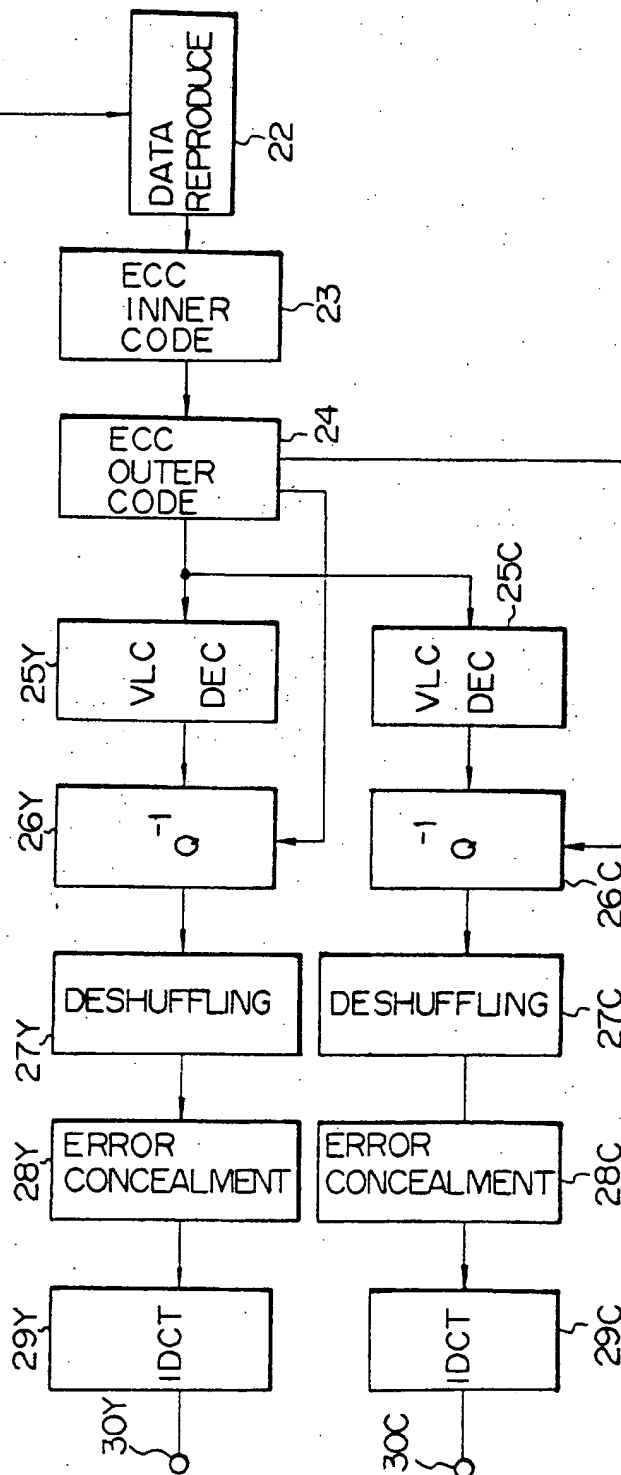 DATA
REPRODUCE
22
ECC
INNER
CODE
23
ECC
OUTER
CODE
24
25Y
VLC
DEC
25C
VLC
DEC
26Y
Q⁻¹
26C
Q⁻¹
27Y
DESHUFFLING
27C
DESHUFFLING
28Y
ERROR
CONCEALMENT
28C
ERROR
CONCEALMENT
29Y
IDCT
29C
IDCT
30Y
30C